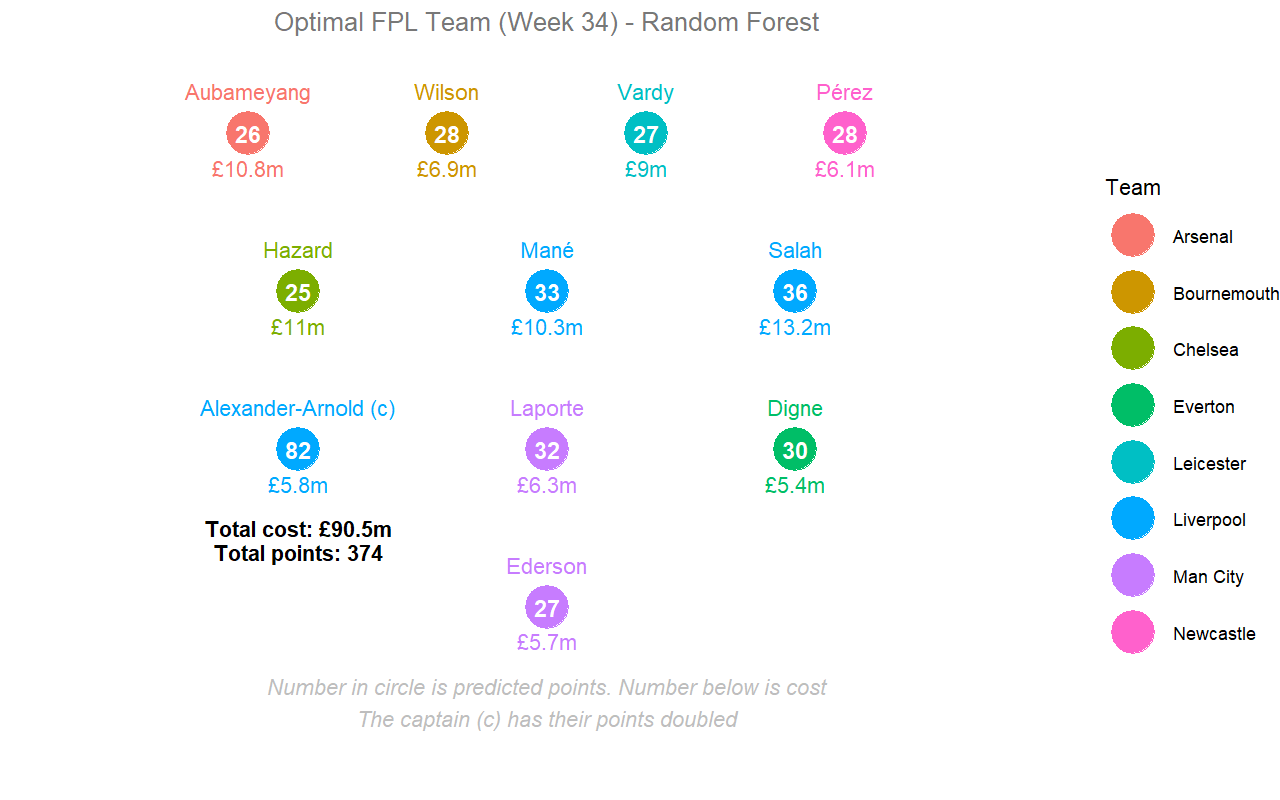 Optimal FPL Team (Week 34) - Random Forest
Aubameyang Wilson Vardy Pérez
26 28 27 28
£10.8m £6.9m £9m £6.1m
Hazard Mané Salah
25 33 36
£11m £10.3m £13.2m
Alexander-Arnold (c) Laporte Digne
82 32 30
£5.8m £6.3m £5.4m
Total cost: £90.5m
Total points: 374
Ederson
27
£5.7m
Number in circle is predicted points. Number below is cost
The captain (c) has their points doubled
Team
Arsenal
Bournemouth
Chelsea
Everton
Leicester
Liverpool
Man City
Newcastle